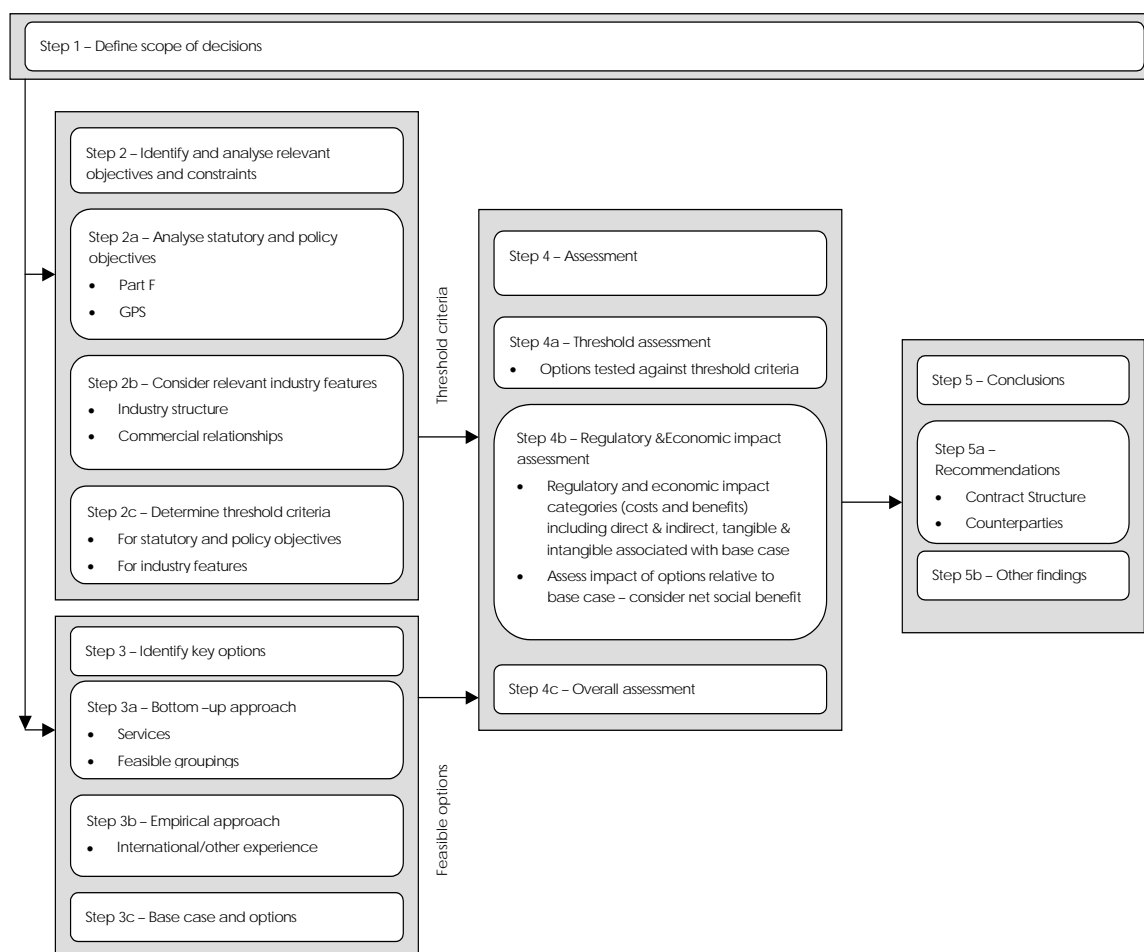 Step 1 – Define scope of decisions
Step 2 – Identify and analyse relevant
objectives and constraints
Step 2a – Analyse statutory and policy
objectives
• Part F
• GPS
Step 2b – Consider relevant industry features
• Industry structure
• Commercial relationships
Step 2c – Determine threshold criteria
• For statutory and policy objectives
• For industry features
Step 3 – Identify key options
Step 3a – Bottom –up approach
• Services
• Feasible groupings
Step 3b – Empirical approach
• International/other experience
Step 3c – Base case and options
Threshold criteria
Feasible options
Step 4 – Assessment
Step 4a – Threshold assessment
• Options tested against threshold criteria
Step 4b – Regulatory &Economic impact
assessment
• Regulatory and economic impact
categories (costs and benefits)
including direct & indirect, tangible &
intangible associated with base case
• Assess impact of options relative to
base case – consider net social benefit
Step 4c – Overall assessment
Step 5 – Conclusions
Step 5a –
Recommendations
• Contract Structure
• Counterparties
Step 5b – Other findings